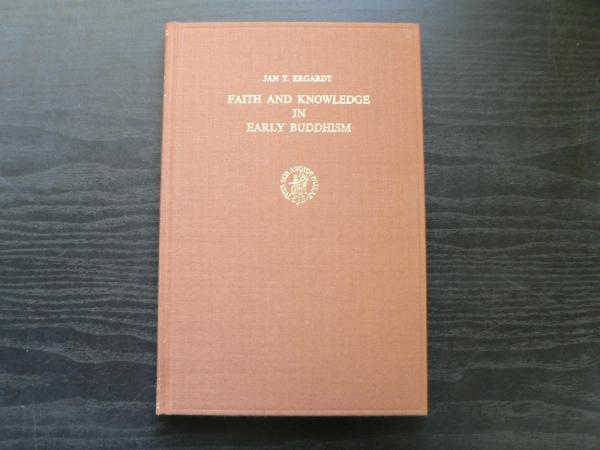 JAN T. ERGARDT
FAITH AND KNOWLEDGE
IN
EARLY BUDDHISM